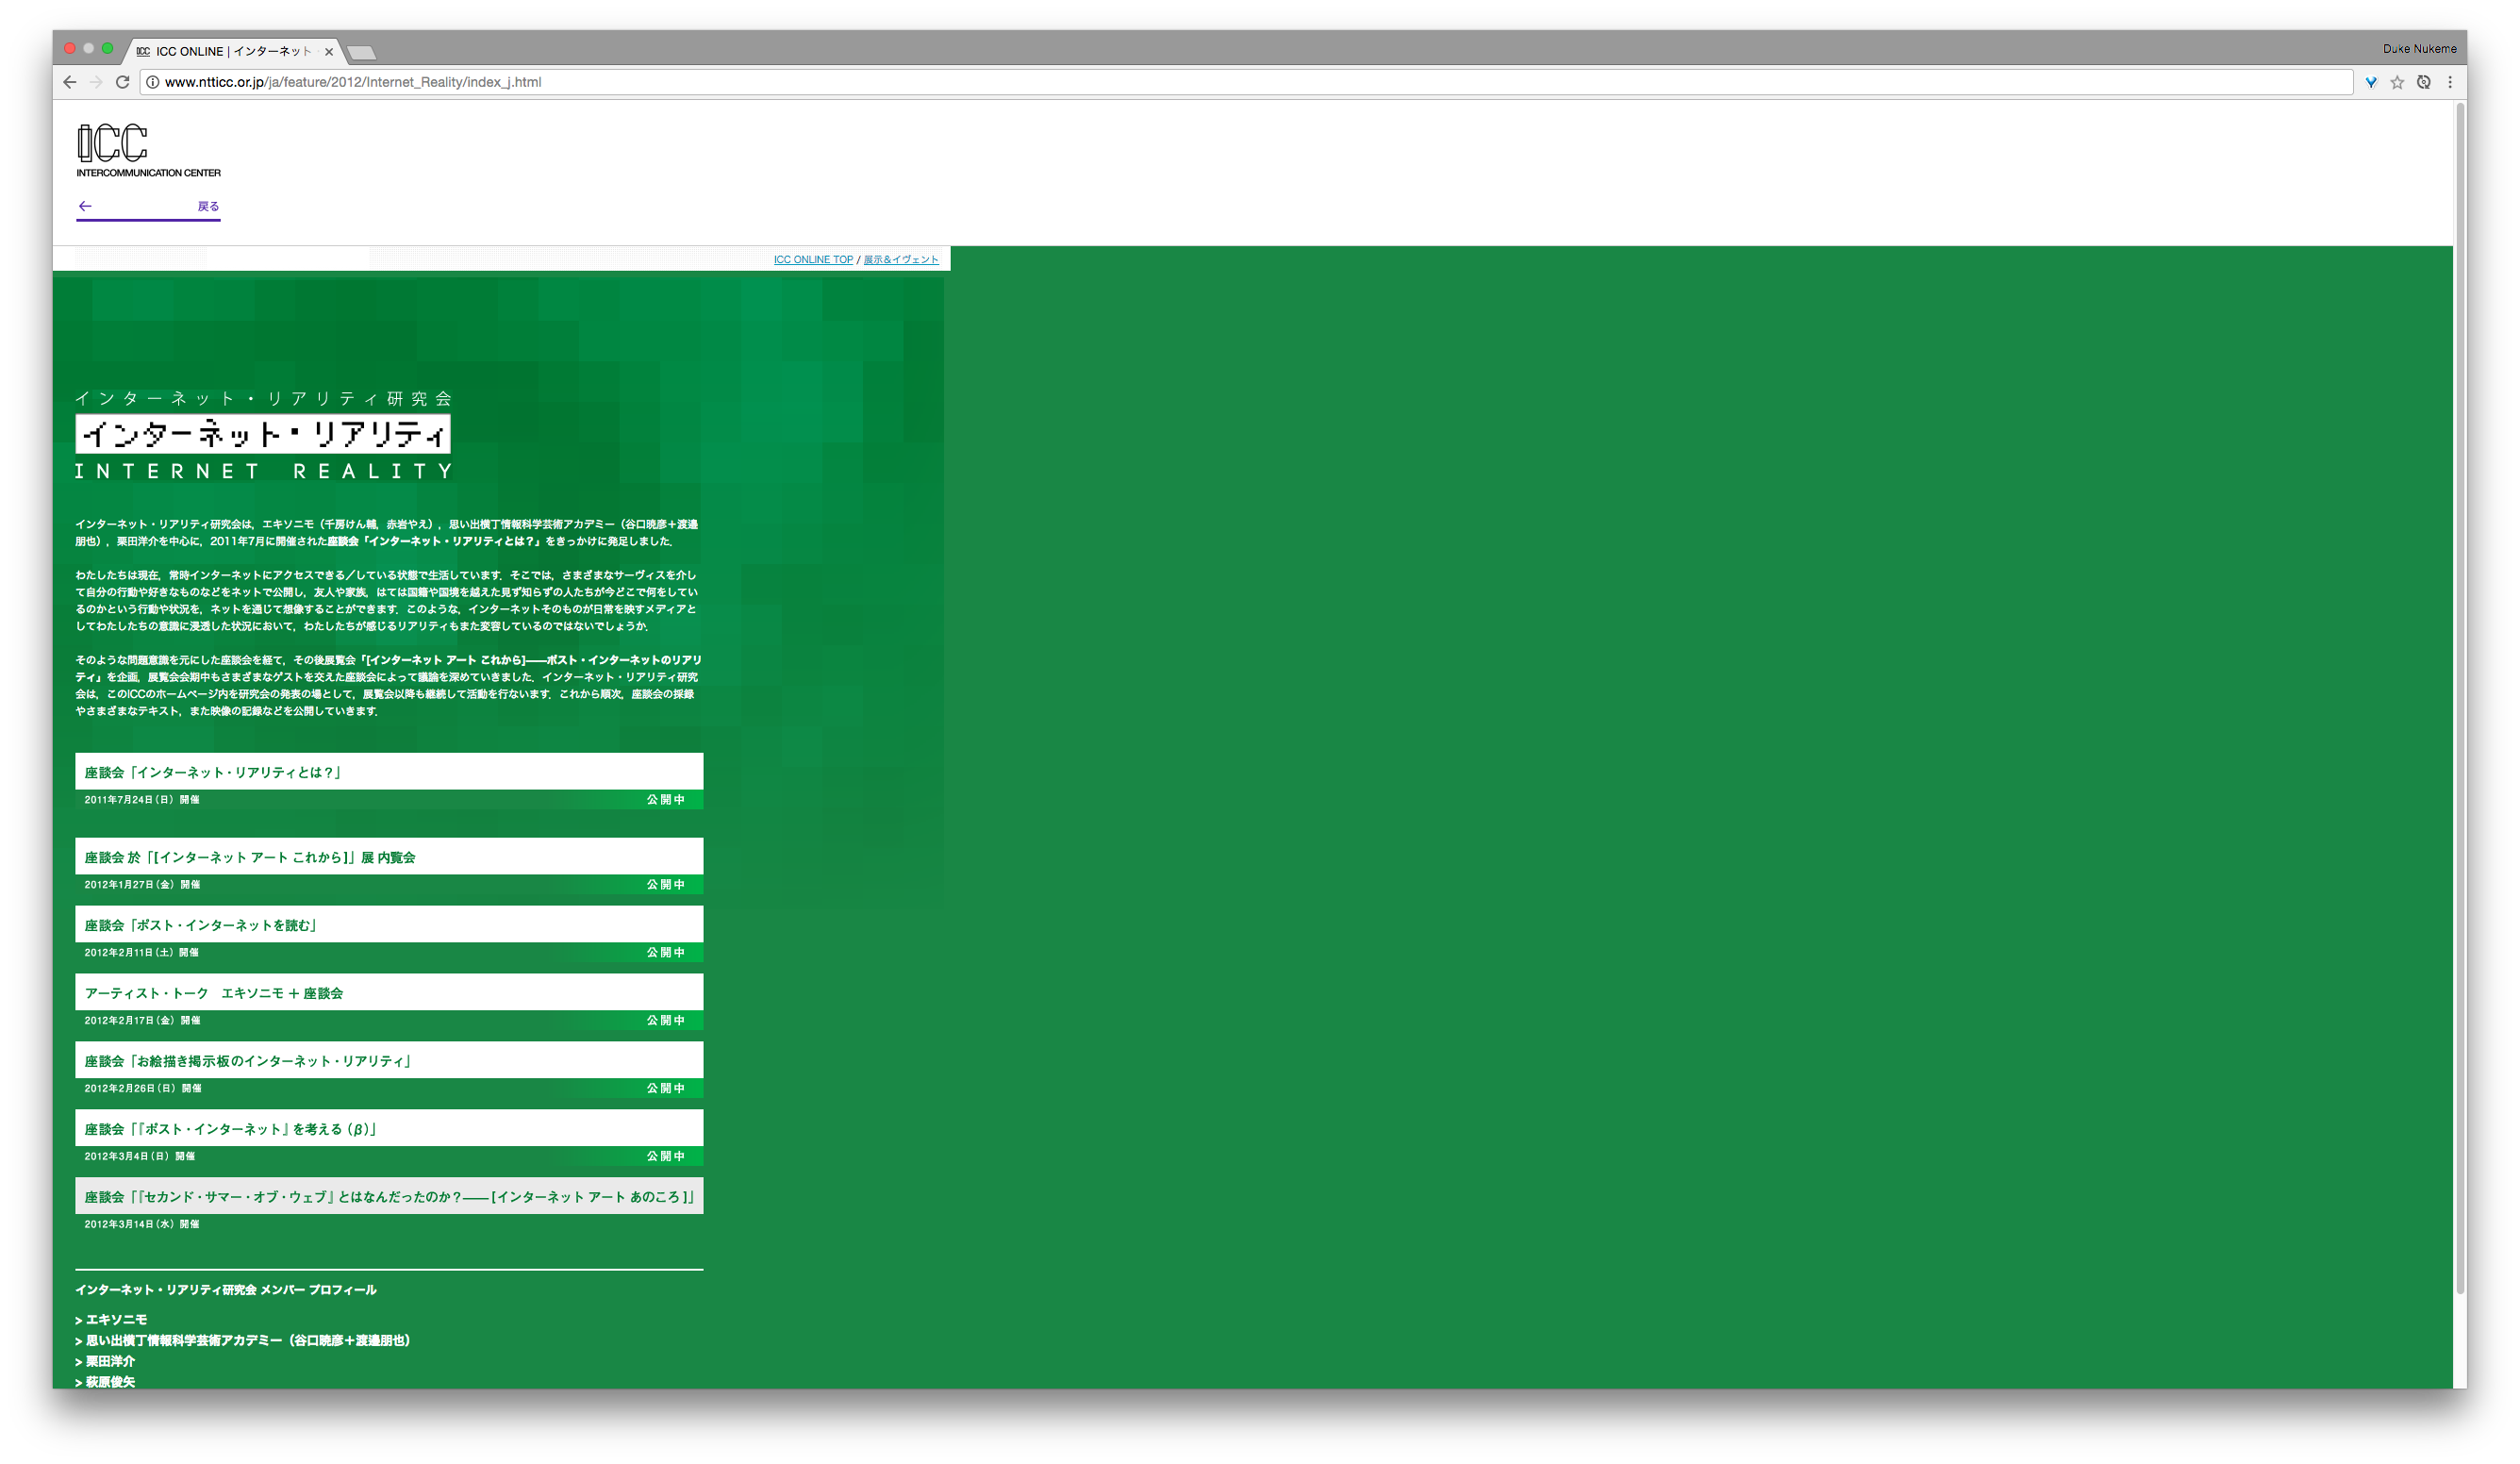 ICC ONLINE | インターネット
Duke Nukeme
www.ntticc.or.jp/ja/feature/2012/Internet_Reality/index_j.html
ICC
INTERCOMMUNICATION CENTER
← 戻る
ICC ONLINE TOP / 展示&イヴェント
インターネット・リアリティ研究会
インターネット・リアリティ
INTERNET REALITY
インターネット・リアリティ研究会は，エキソニモ（千房けん輔，赤岩やえ），思い出横丁情報科学芸術アカデミー（谷口暁彦＋渡邉
朋也），栗田洋介を中心に，2011年7月に開催された座談会「インターネット・リアリティとは？」をきっかけに発足しました．
わたしたちは現在，常時インターネットにアクセスできる／している状態で生活しています．そこでは，さまざまなサーヴィスを介し
て自分の行動や好きなものなどをネットで公開し，友人や家族，はては国籍や国境を越えた見ず知らずの人たちが今どこで何をしてい
るのかという行動や状況を，ネットを通じて想像することができます．このような，インターネットそのものが日常を映すメディアと
してわたしたちの意識に浸透した状況において，わたしたちが感じるリアリティもまた変容しているのではないでしょうか．
そのような問題意識を元にした座談会を経て，その後展覧会「[インターネット アート これから]——ポスト・インターネットのリアリ
ティ」を企画，展覧会会期中もさまざまなゲストを交えた座談会によって議論を深めていきました．インターネット・リアリティ研究
会は，このICCのホームページ内を研究会の発表の場として，展覧会以降も継続して活動を行ないます．これから順次，座談会の採録
やさまざまなテキスト，また映像の記録などを公開していきます．
座談会「インターネット・リアリティとは？」
2011年7月24日（日）開催 公開中
座談会 於「[インターネット アート これから]」展 内覧会
2012年1月27日（金）開催 公開中
座談会「ポスト・インターネットを読む」
2012年2月11日（土）開催 公開中
アーティスト・トーク　エキソニモ ＋ 座談会
2012年2月17日（金）開催 公開中
座談会「お絵描き掲示板のインターネット・リアリティ」
2012年2月26日（日）開催 公開中
座談会「『ポスト・インターネット』を考える（β）」
2012年3月4日（日）開催 公開中
座談会「『セカンド・サマー・オブ・ウェブ』とはなんだったのか？——[インターネット アート あのころ]」
2012年3月14日（水）開催
インターネット・リアリティ研究会 メンバー プロフィール
> エキソニモ
> 思い出横丁情報科学芸術アカデミー（谷口暁彦＋渡邉朋也）
> 栗田洋介
> 萩原俊矢